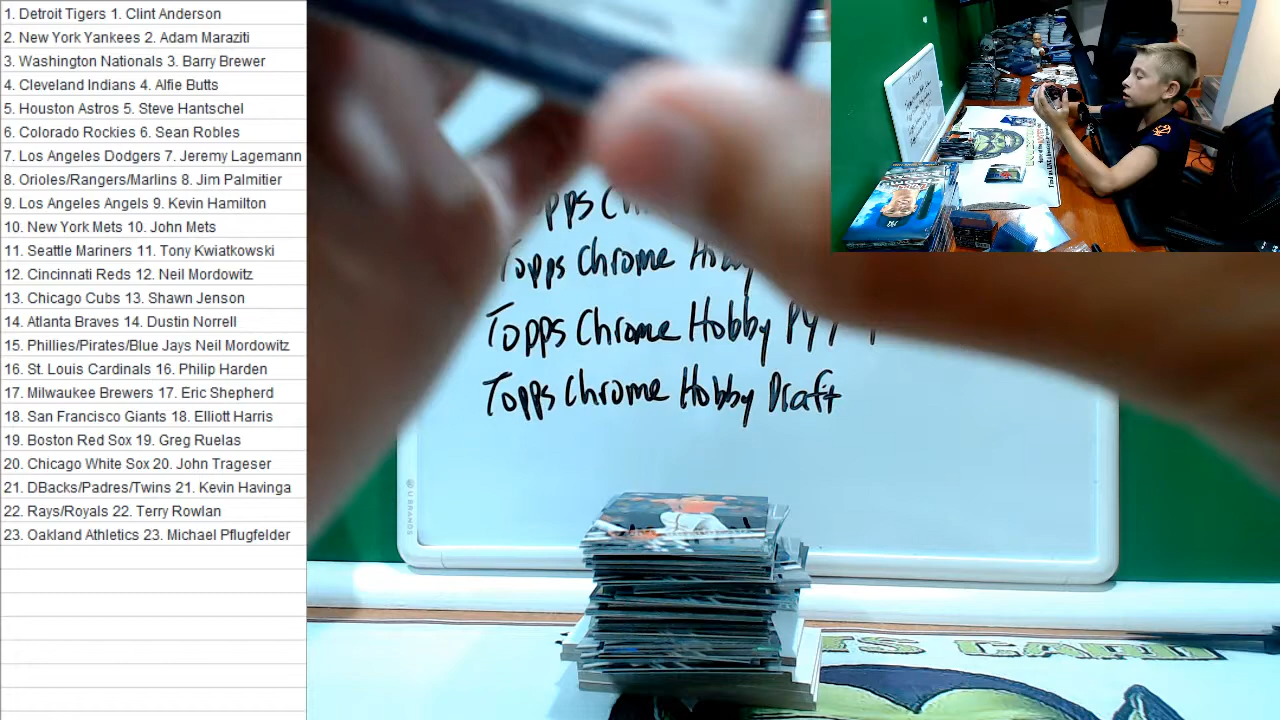 1. Detroit Tigers 1. Clint Anderson
2. New York Yankees 2. Adam Maraziti
3. Washington Nationals 3. Barry Brewer
4. Cleveland Indians 4. Alfie Butts
5. Houston Astros 5. Steve Hantschel
6. Colorado Rockies 6. Sean Robles
7. Los Angeles Dodgers 7. Jeremy Lagemann
8. Orioles/Rangers/Marlins 8. Jim Palmitier
9. Los Angeles Angels 9. Kevin Hamilton
10. New York Mets 10. John Mets
11. Seattle Mariners 11. Tony Kwiatkowski
12. Cincinnati Reds 12. Neil Mordowitz
13. Chicago Cubs 13. Shawn Jenson
14. Atlanta Braves 14. Dustin Norrell
15. Phillies/Pirates/Blue Jays Neil Mordowitz
16. St. Louis Cardinals 16. Philip Harden
17. Milwaukee Brewers 17. Eric Shepherd
18. San Francisco Giants 18. Elliott Harris
19. Boston Red Sox 19. Greg Ruelas
20. Chicago White Sox 20. John Trageser
21. DBacks/Padres/Twins 21. Kevin Havinga
22. Rays/Royals 22. Terry Rowlan
23. Oakland Athletics 23. Michael Pflugfelder
Topps Chrome
Topps Chrome Hobby
Topps Chrome Hobby Draft
U BRANDS
CARD